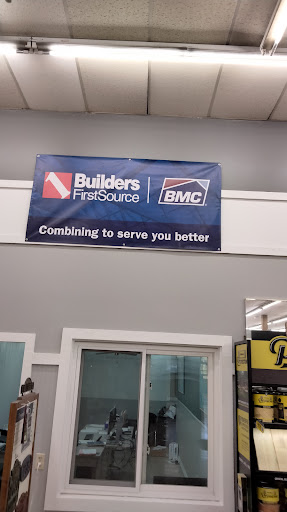 Builders
FirstSource
BMC
Combining to serve you better